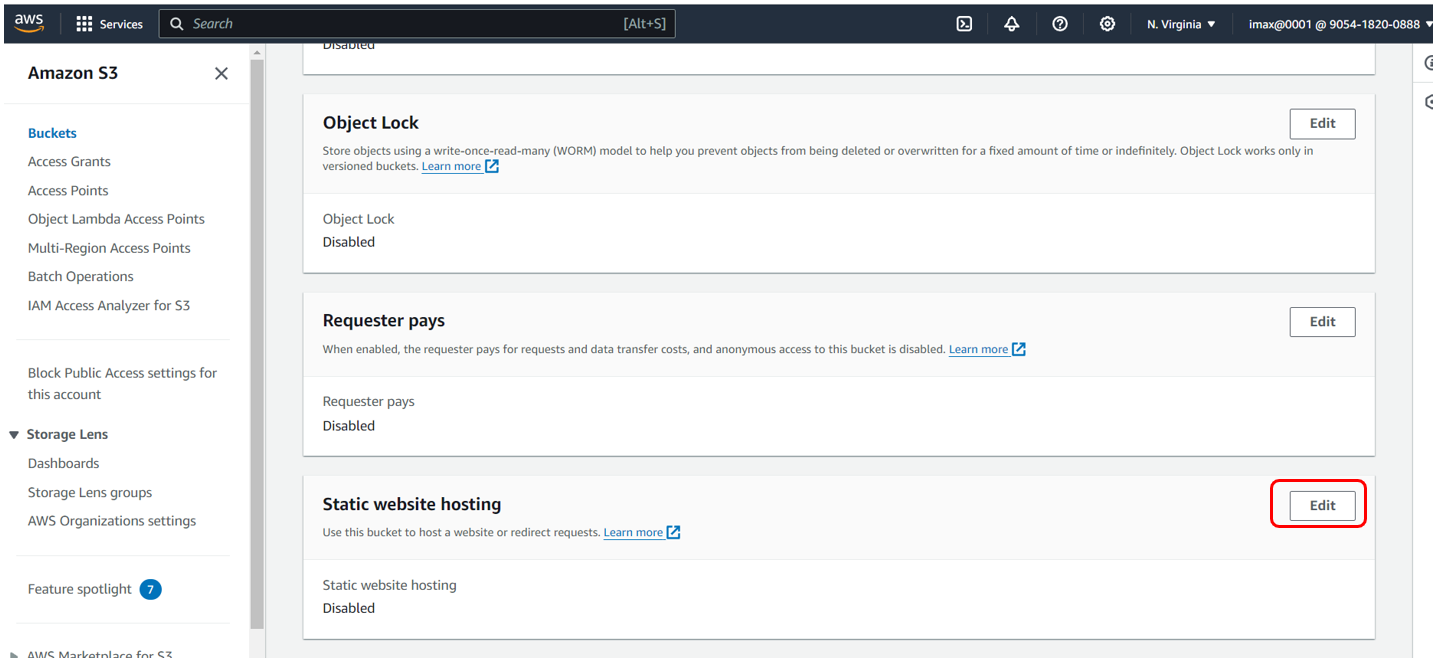 aws
Services
Search
[Alt+S]
N. Virginia
imax@0001 @ 9054-1820-0888
Amazon S3
Buckets
Access Grants
Access Points
Object Lambda Access Points
Multi-Region Access Points
Batch Operations
IAM Access Analyzer for S3
Block Public Access settings for
this account
Storage Lens
Dashboards
Storage Lens groups
AWS Organizations settings
Feature spotlight 7
AWS Marketplace for S3
Disabled
Object Lock
Edit
Store objects using a write-once-read-many (WORM) model to help you prevent objects from being deleted or overwritten for a fixed amount of time or indefinitely. Object Lock works only in
versioned buckets. Learn more
Object Lock
Disabled
Requester pays
Edit
When enabled, the requester pays for requests and data transfer costs, and anonymous access to this bucket is disabled. Learn more
Requester pays
Disabled
Static website hosting
Edit
Use this bucket to host a website or redirect requests. Learn more
Static website hosting
Disabled